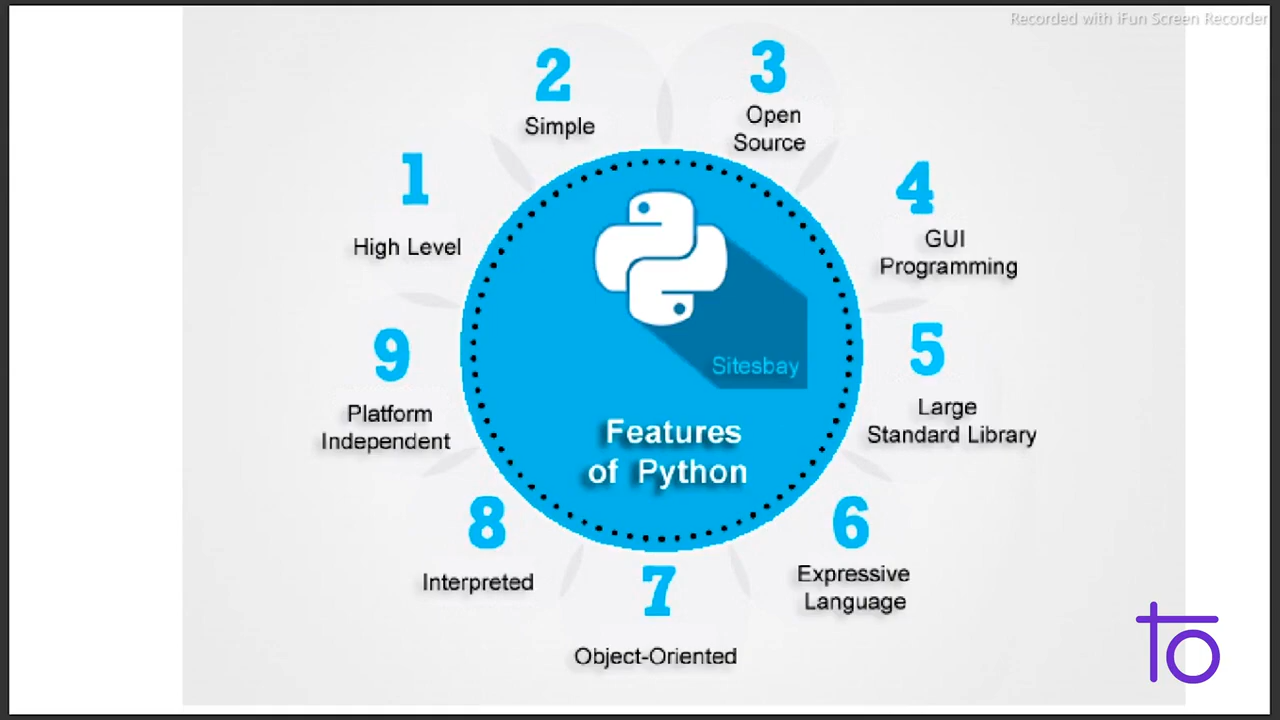 Recorded with iFun Screen Recorder
1
High Level
2
Simple
3
Open
Source
4
GUI
Programming
5
Large
Standard Library
6
Expressive
Language
7
Object-Oriented
8
Interpreted
9
Platform
Independent
Sitesbay
Features
of Python
to